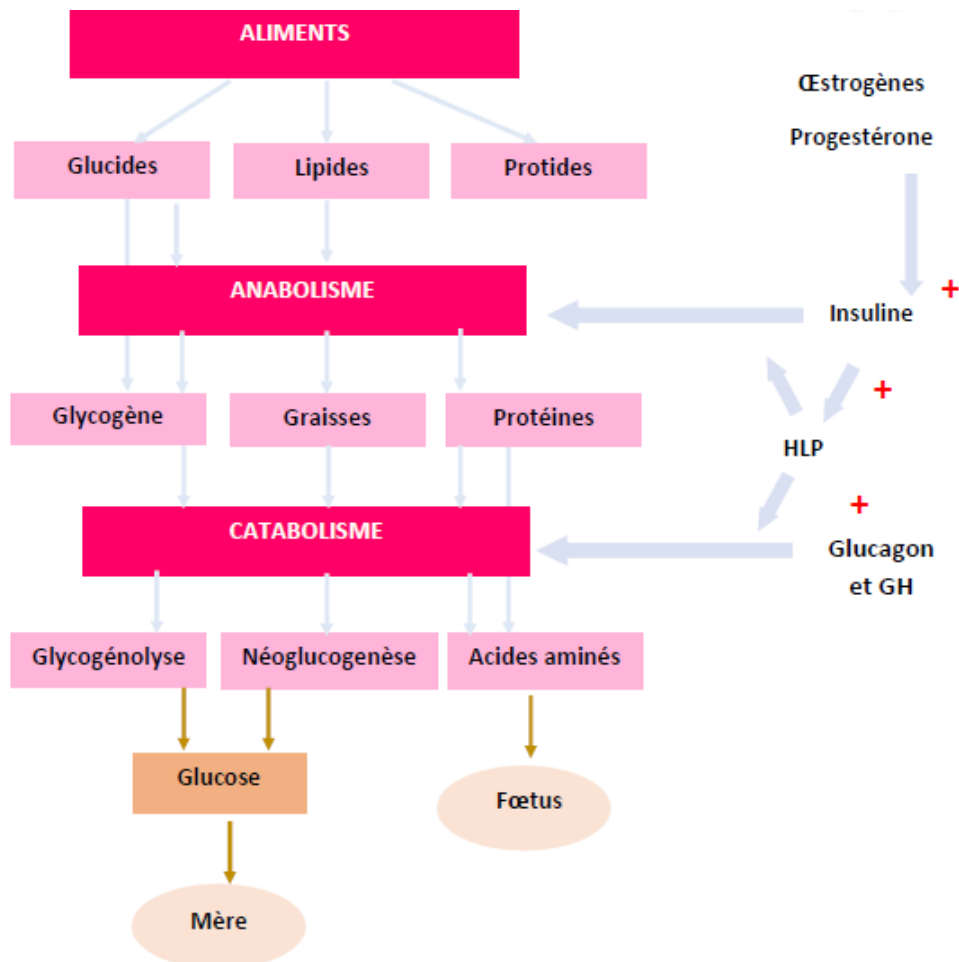 ALIMENTS
Œstrogènes
Progestérone
Glucides
Lipides
Protides
ANABOLISME
+
Insuline
Glycogène
Graisses
Protéines
+
HLP
CATABOLISME
+
Glucagon
et GH
Glycogénolyse
Néoglucogenèse
Acides aminés
Glucose
Fœtus
Mère